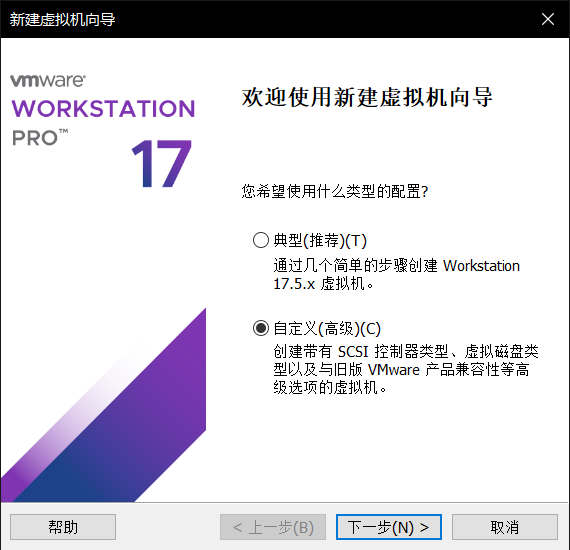 新建虚拟机向导
vmware
WORKSTATION
PRO™
17
欢迎使用新建虚拟机向导
您希望使用什么类型的配置?
典型(推荐)(T)
通过几个简单的步骤创建 Workstation
17.5.x 虚拟机。
自定义(高级)(C)
创建带有 SCSI 控制器类型、虚拟磁盘类
型以及与旧版 VMware 产品兼容性等高
级选项的虚拟机。
帮助
< 上一步(B)
下一步(N) >
取消